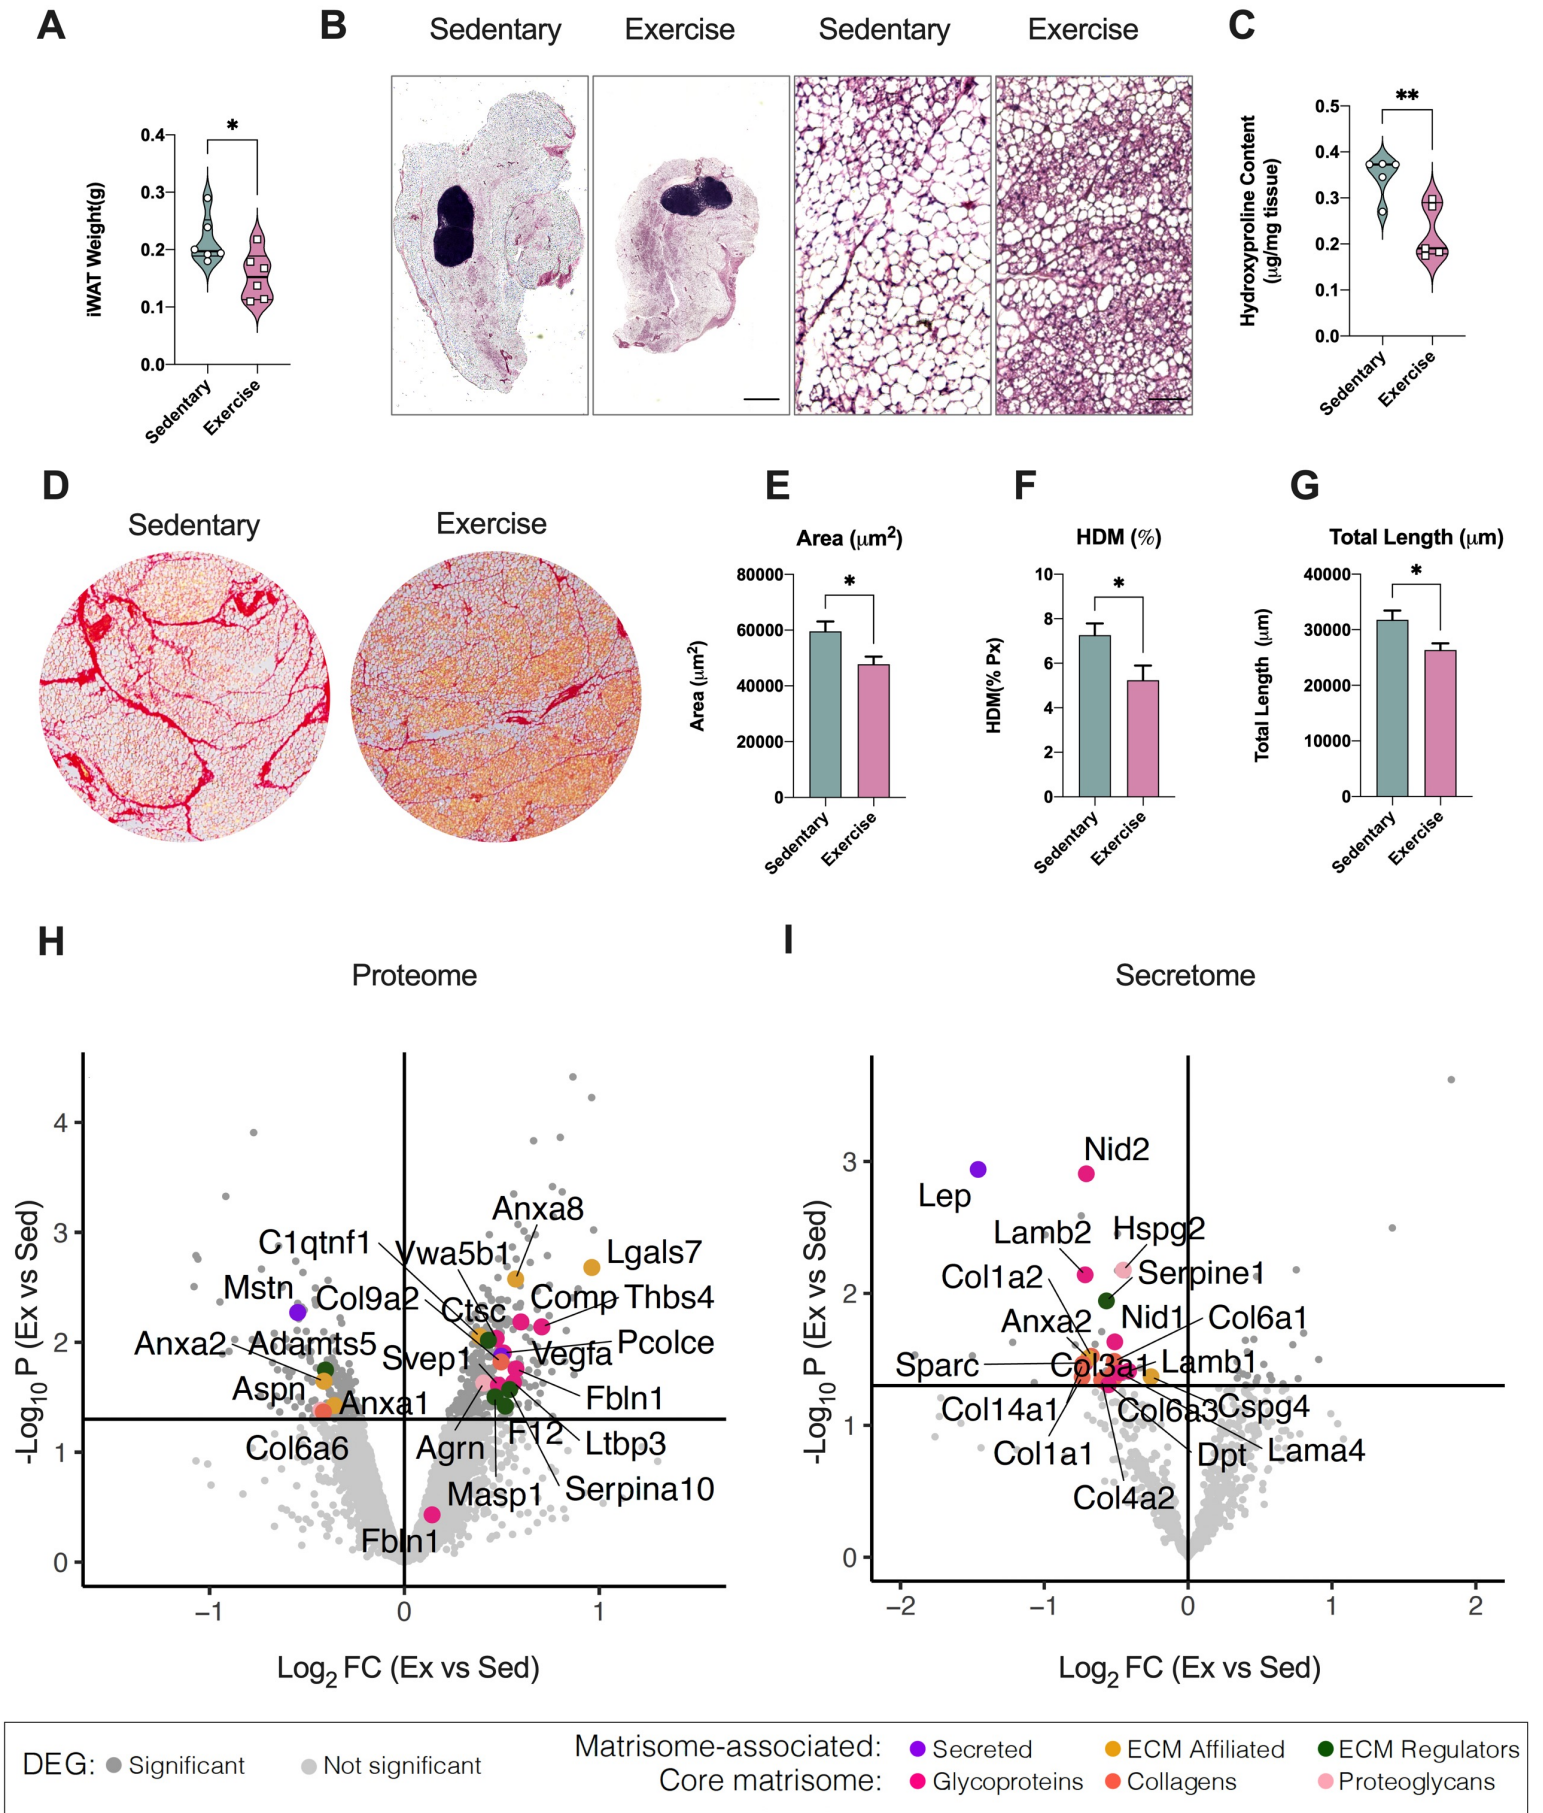 A
B
Sedentary
Exercise
Sedentary
Exercise
C
*
0.4
0.3
0.2
0.1
0.0
iWAT Weight(g)
Sedentary
Exercise
**
0.5
0.4
0.3
0.2
0.1
0.0
Hydroxyproline Content
(μg/mg tissue)
Sedentary
Exercise
D
Sedentary
Exercise
E
Area (μm²)
*
80000
60000
40000
20000
0
Area (μm²)
Sedentary
Exercise
F
HDM (%)
*
10
8
6
4
2
0
HDM(% Px)
Sedentary
Exercise
G
Total Length (μm)
*
40000
30000
20000
10000
0
Total Length (μm)
Sedentary
Exercise
H
Proteome
-Log₁₀ P (Ex vs Sed)
4
3
2
1
0
Anxa8
C1qtnf1
Vwa5b1
Lgals7
Mstn
Col9a2
Ctsc
Comp
Thbs4
Anxa2
Adamts5
Svep1
Vegfa
Pcolce
Aspn
Anxa1
Fbln1
Col6a6
Agrn
F12
Ltbp3
Masp1
Serpina10
Fbln1
−1
0
1
Log₂ FC (Ex vs Sed)
I
Secretome
-Log₁₀ P (Ex vs Sed)
3
2
1
0
Nid2
Lep
Lamb2
Hspg2
Col1a2
Serpine1
Anxa2
Nid1
Col6a1
Sparc
Col3a1
Lamb1
Col14a1
Col6a3
Cspg4
Col1a1
Dpt
Lama4
Col4a2
−2
−1
0
1
2
Log₂ FC (Ex vs Sed)
DEG:
Significant
Not significant
Matrisome-associated:
Secreted
ECM Affiliated
ECM Regulators
Core matrisome:
Glycoproteins
Collagens
Proteoglycans